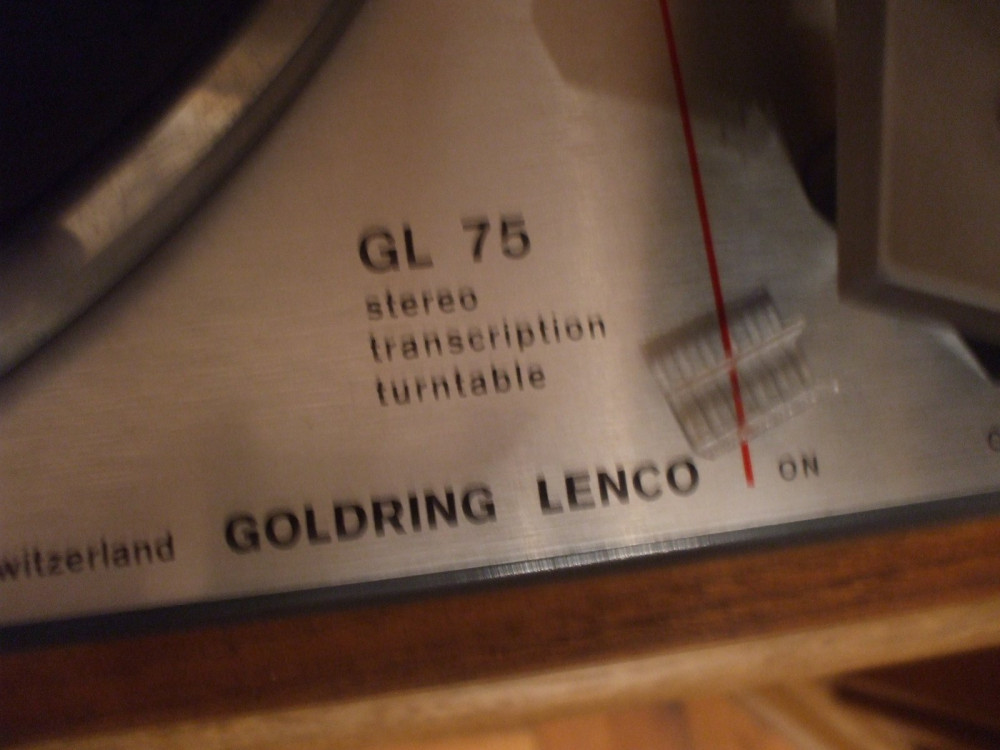 GL 75
stereo
transcription
turntable
witzerland GOLDRING LENCO ON